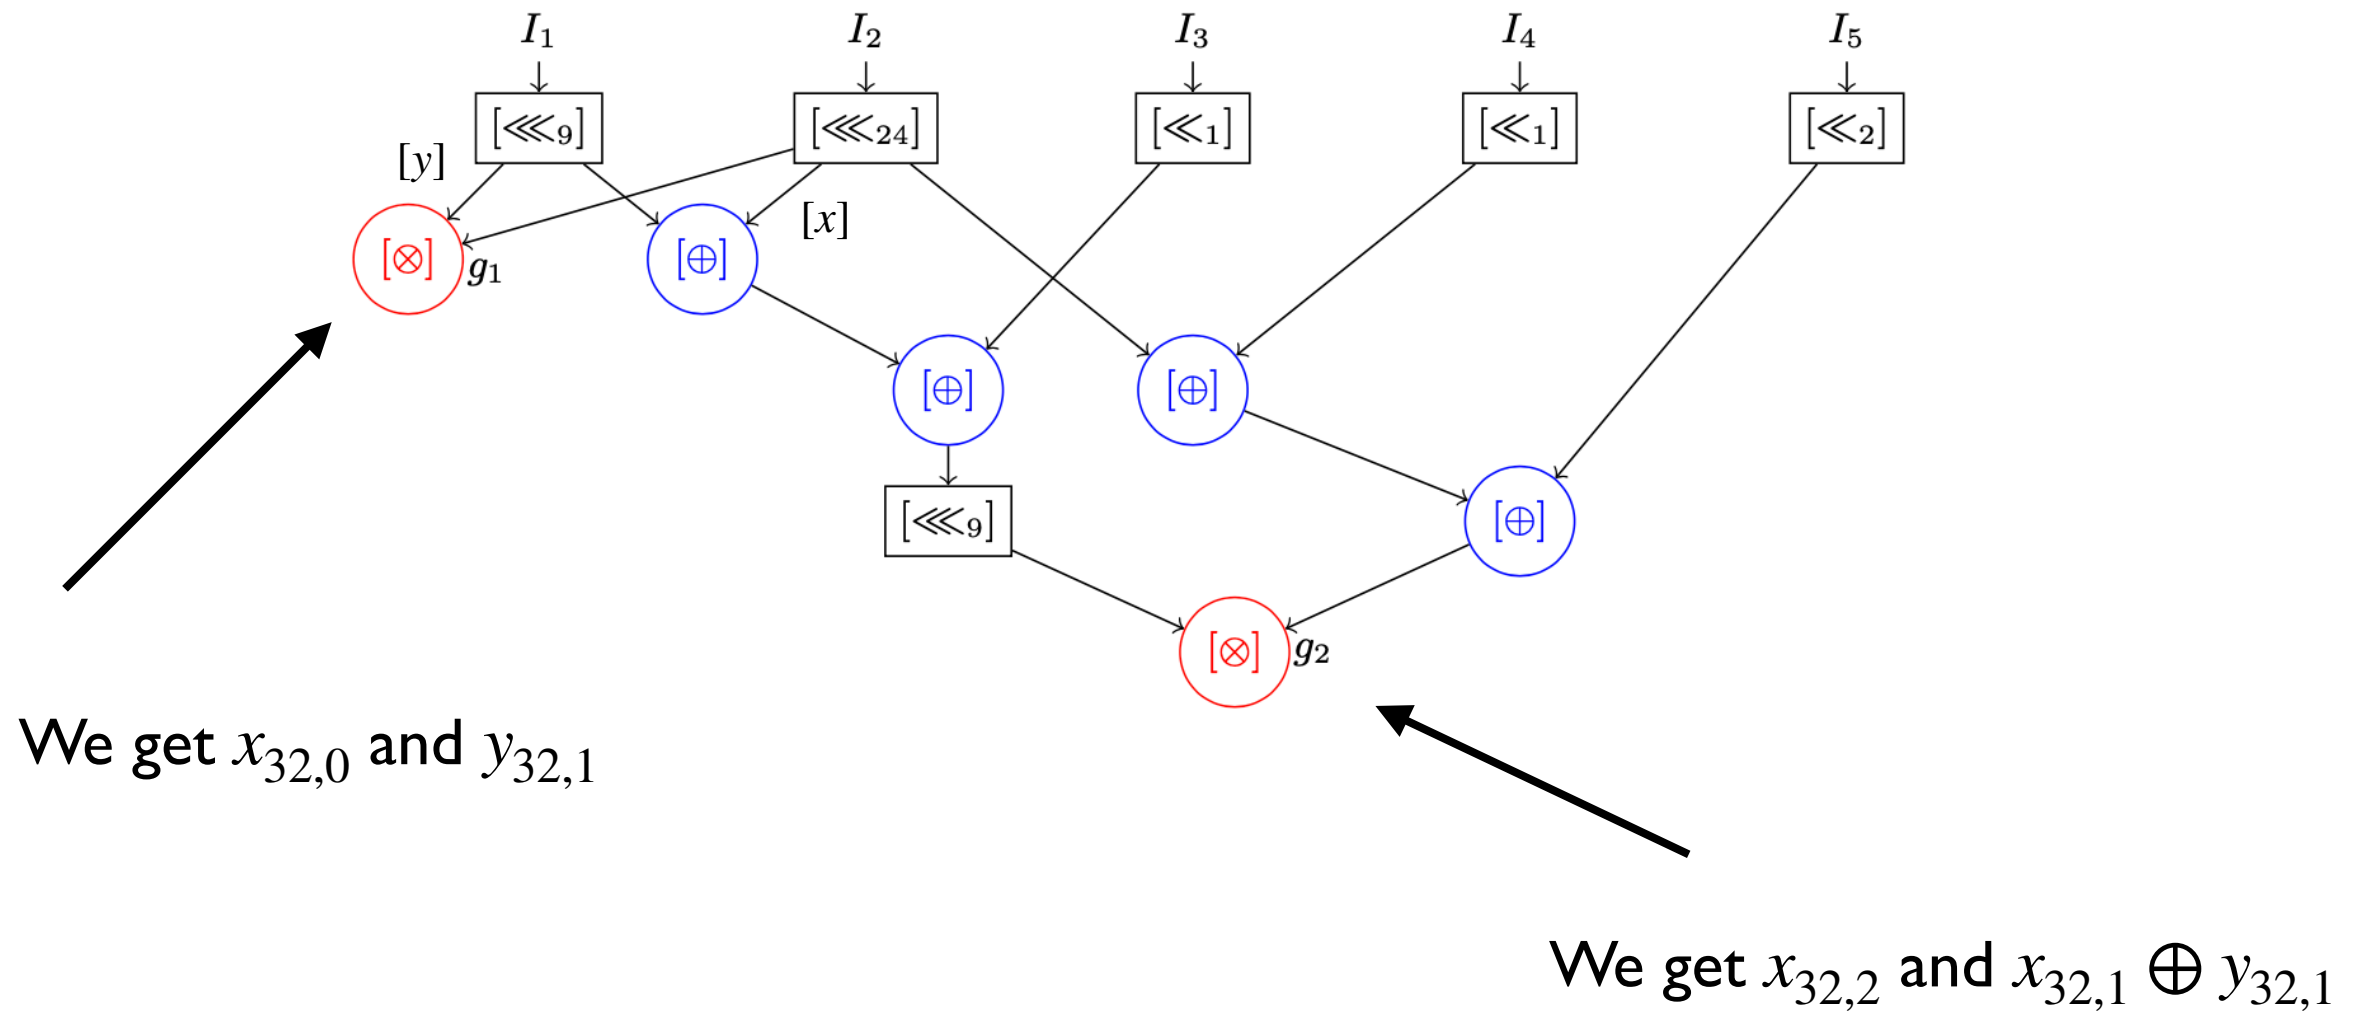 I₁ I₂ I₃ I₄ I₅
[⋘₉] [⋘₂₄] [≪₁] [≪₁] [≪₂]
[y]
[x]
[⊗] g₁ [⊕]
[⊕] [⊕]
[⋘₉] [⊕]
[⊗] g₂
We get x₃₂,₀ and y₃₂,₁
We get x₃₂,₂ and x₃₂,₁ ⊕ y₃₂,₁